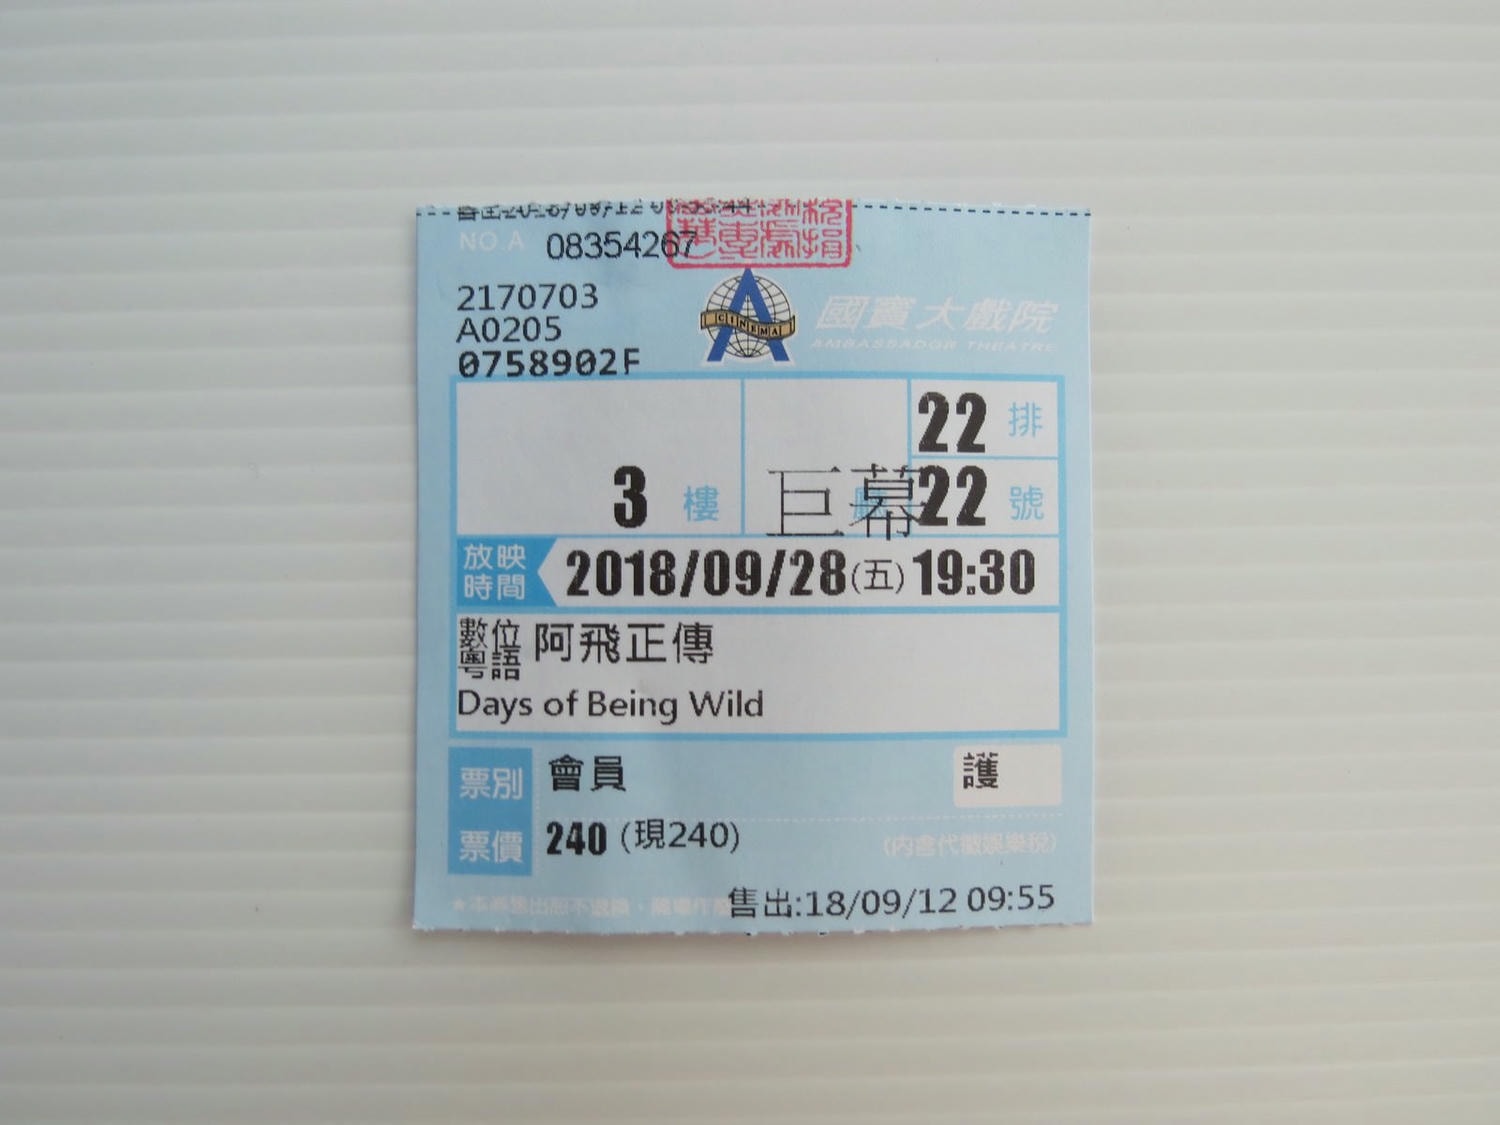 NO.A 08354267
2170703
A0205
0758902F
CINEMA
國賓大戲院
AMBASSADOR THEATRE
22 排
3 樓 巨幕 廳 22 號
放映時間 2018/09/28(五) 19:30
數位粵語 阿飛正傳
Days of Being Wild
票別 會員 護
票價 240 (現240) (內含代徵娛樂稅)
售出:18/09/12 09:55